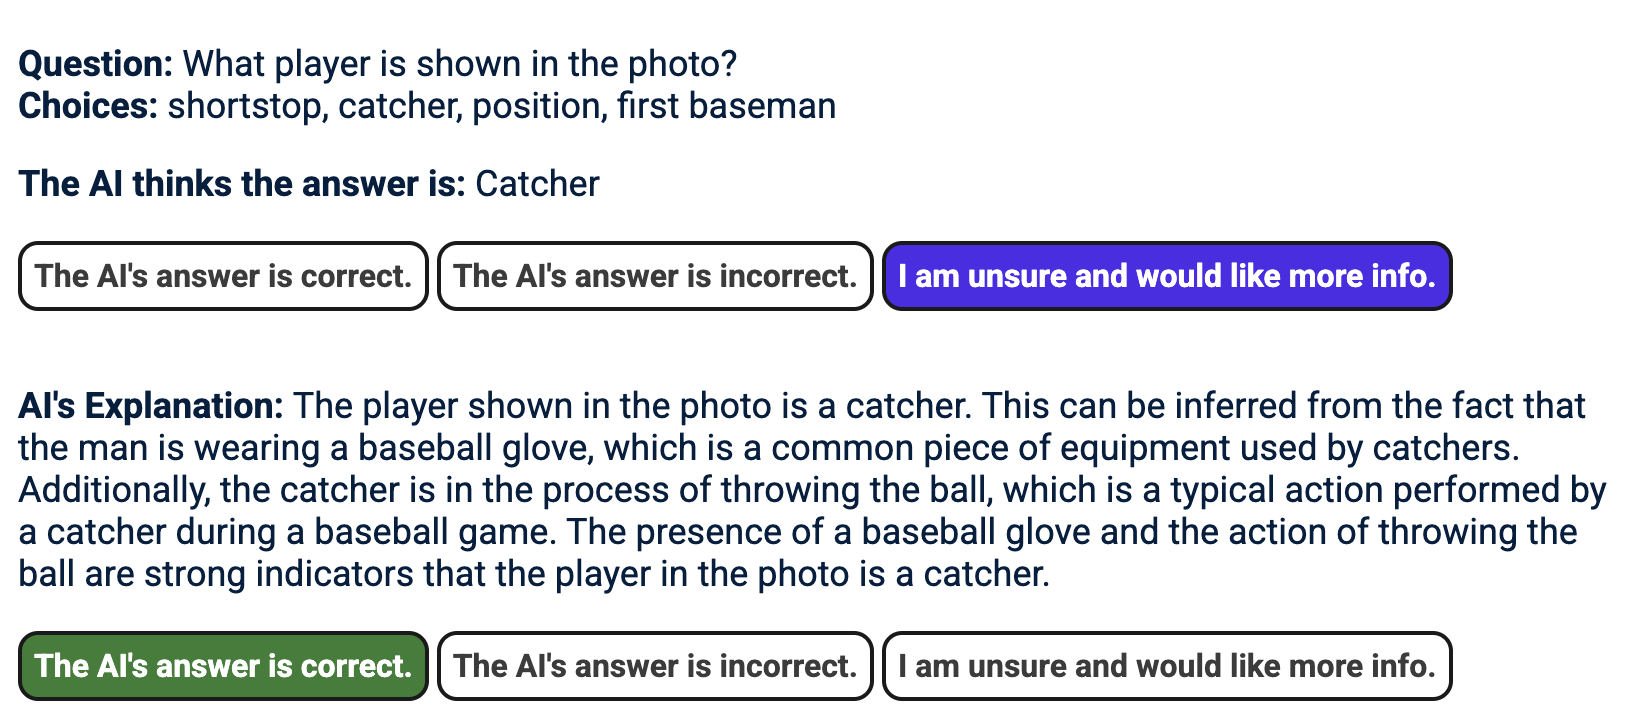 Question: What player is shown in the photo?
Choices: shortstop, catcher, position, first baseman
The AI thinks the answer is: Catcher
The AI's answer is correct. The AI's answer is incorrect. I am unsure and would like more info.
AI's Explanation: The player shown in the photo is a catcher. This can be inferred from the fact that
the man is wearing a baseball glove, which is a common piece of equipment used by catchers.
Additionally, the catcher is in the process of throwing the ball, which is a typical action performed by
a catcher during a baseball game. The presence of a baseball glove and the action of throwing the
ball are strong indicators that the player in the photo is a catcher.
The AI's answer is correct. The AI's answer is incorrect. I am unsure and would like more info.